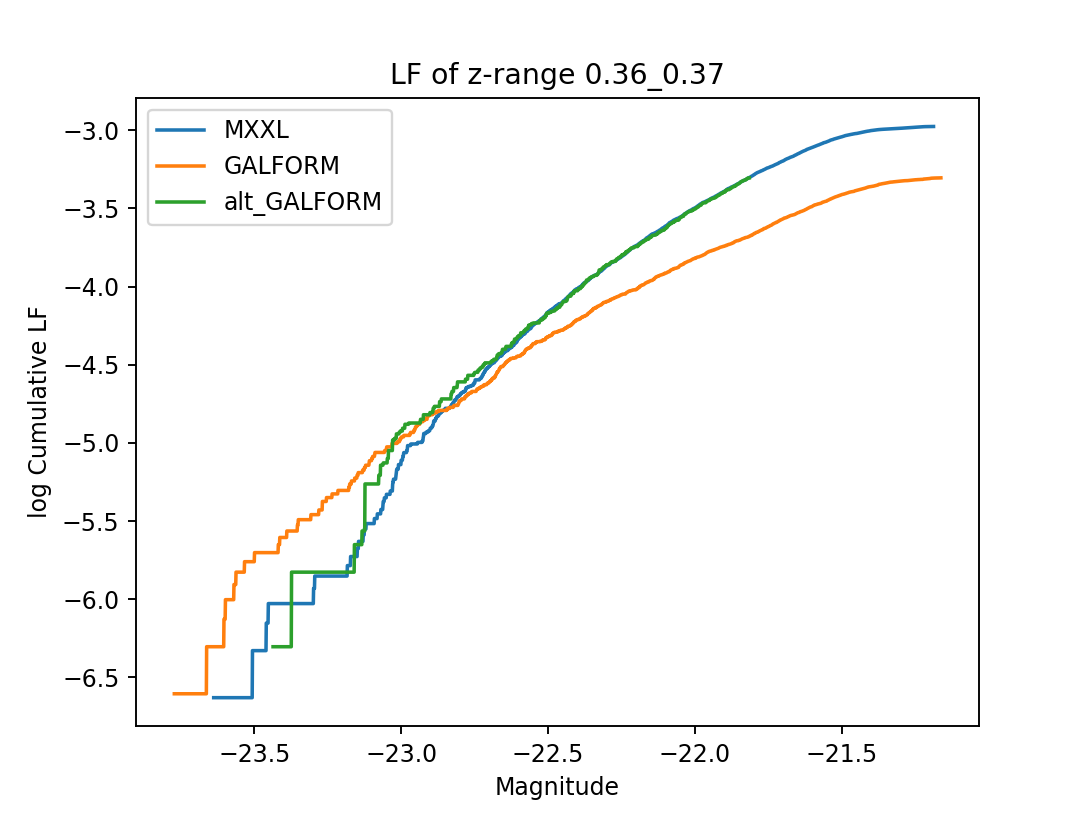 LF of z-range 0.36_0.37
MXXL
GALFORM
alt_GALFORM
log Cumulative LF
−3.0
−3.5
−4.0
−4.5
−5.0
−5.5
−6.0
−6.5
−23.5
−23.0
−22.5
−22.0
−21.5
Magnitude